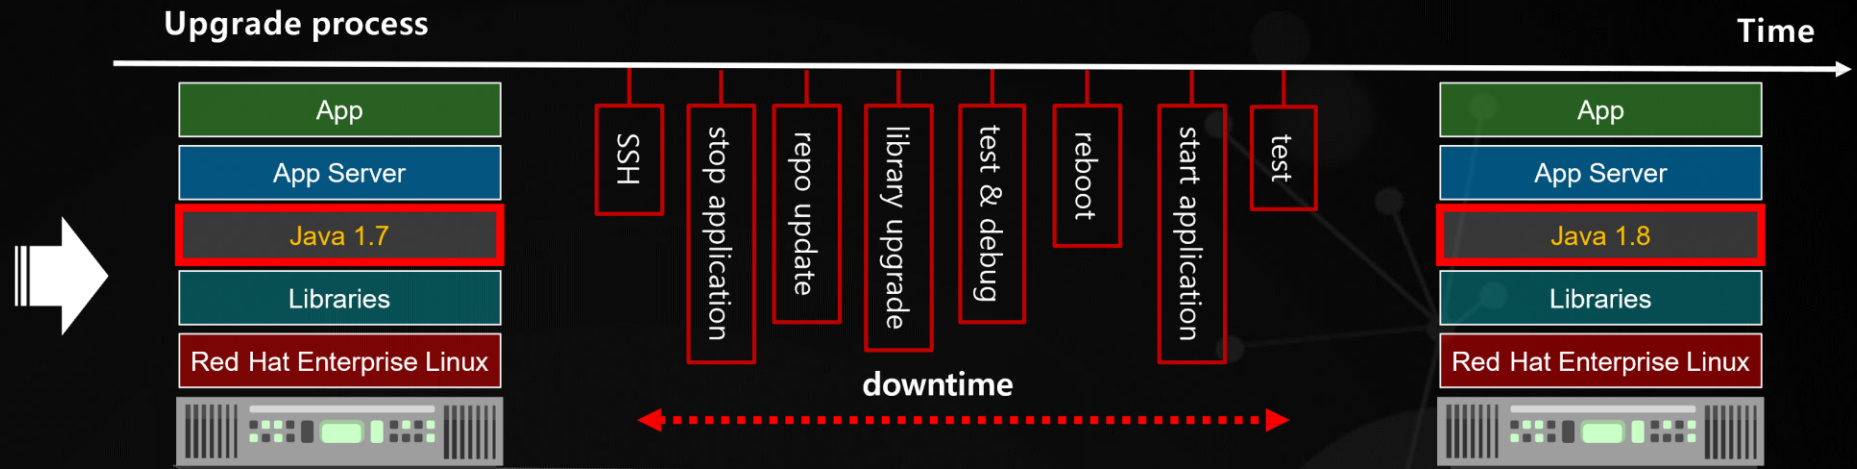 Upgrade process
Time
App
App Server
Java 1.7
Libraries
Red Hat Enterprise Linux
SSH
stop application
repo update
library upgrade
test & debug
reboot
start application
test
downtime
App
App Server
Java 1.8
Libraries
Red Hat Enterprise Linux